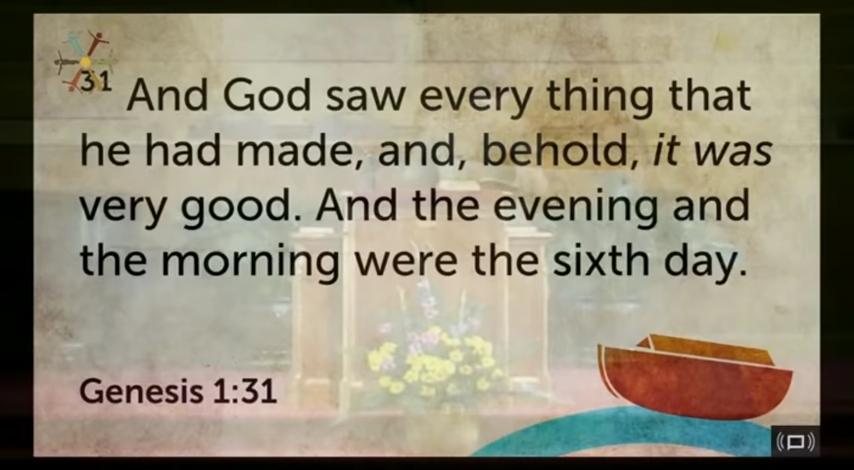 31 And God saw every thing that
he had made, and, behold, it was
very good. And the evening and
the morning were the sixth day.
Genesis 1:31